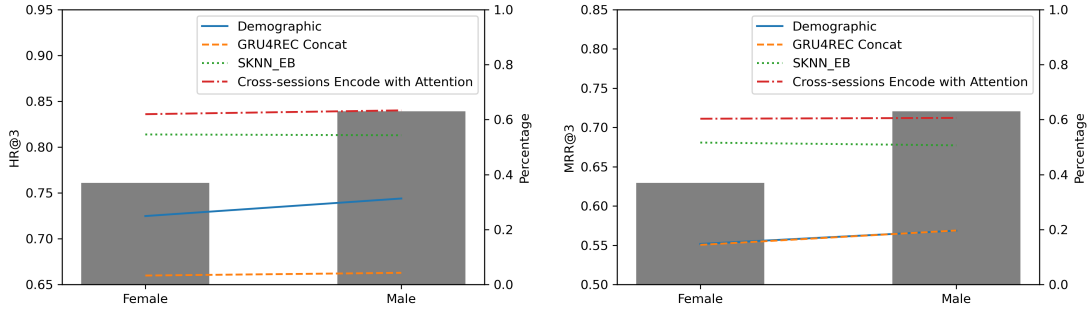 0.95
0.90
0.85
0.80
0.75
0.70
0.65
HR@3
Demographic
GRU4REC Concat
SKNN_EB
Cross-sessions Encode with Attention
1.0
0.8
0.6
0.4
0.2
0.0
Percentage
Female
Male
0.85
0.80
0.75
0.70
0.65
0.60
0.55
0.50
MRR@3
Demographic
GRU4REC Concat
SKNN_EB
Cross-sessions Encode with Attention
1.0
0.8
0.6
0.4
0.2
0.0
Percentage
Female
Male